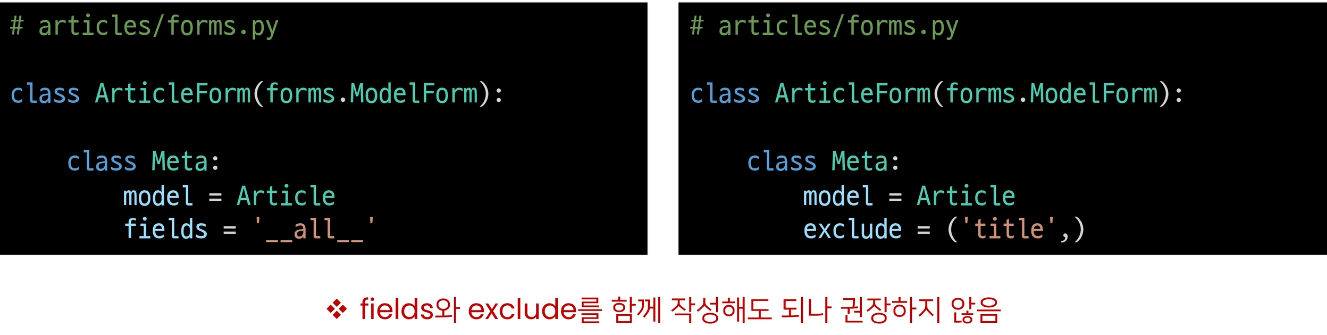 # articles/forms.py
class ArticleForm(forms.ModelForm):
    class Meta:
        model = Article
        fields = '__all__'
# articles/forms.py
class ArticleForm(forms.ModelForm):
    class Meta:
        model = Article
        exclude = ('title',)
❖ fields와 exclude를 함께 작성해도 되나 권장하지 않음